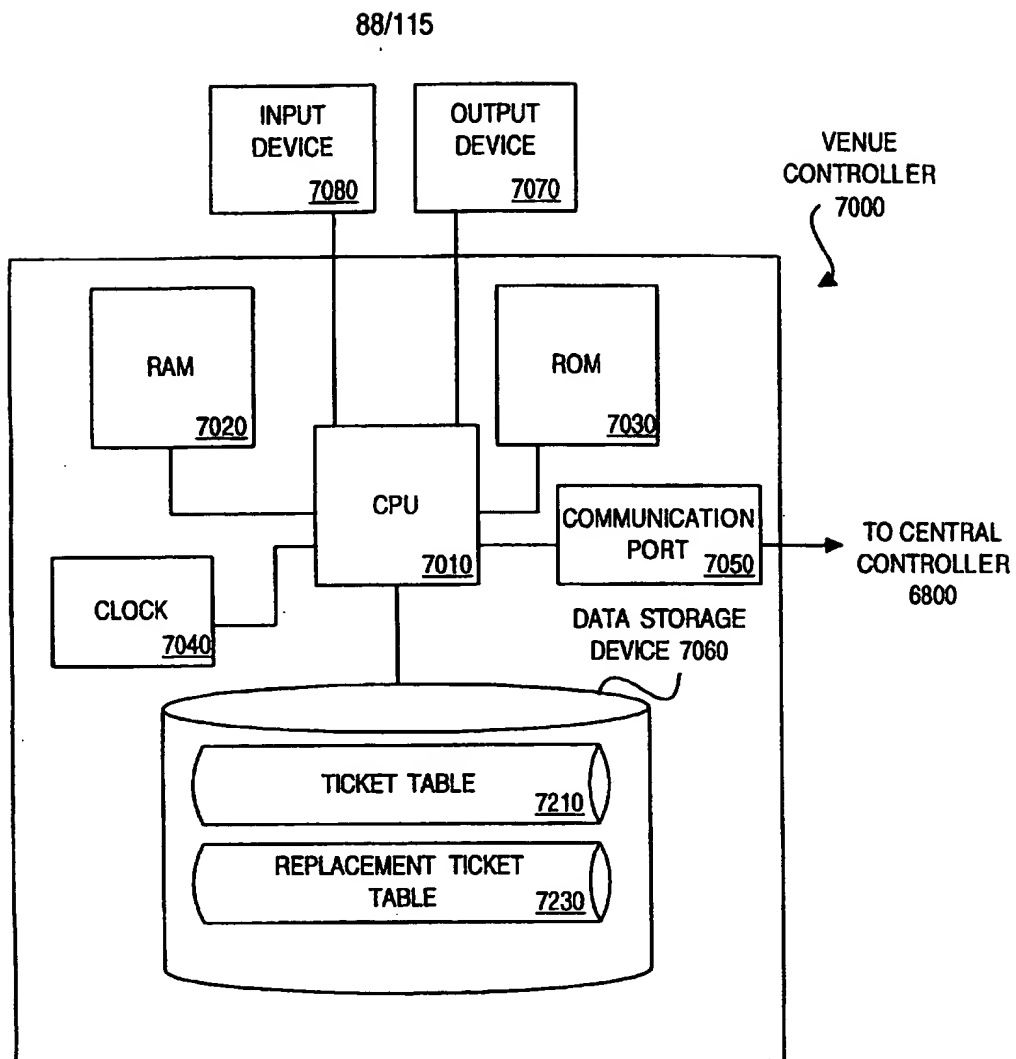 88/115
INPUT
DEVICE
7080
OUTPUT
DEVICE
7070
VENUE
CONTROLLER
7000
RAM
7020
ROM
7030
CPU
7010
COMMUNICATION
PORT
7050
TO CENTRAL
CONTROLLER
6800
CLOCK
7040
DATA STORAGE
DEVICE 7060
TICKET TABLE
7210
REPLACEMENT TICKET
TABLE
7230